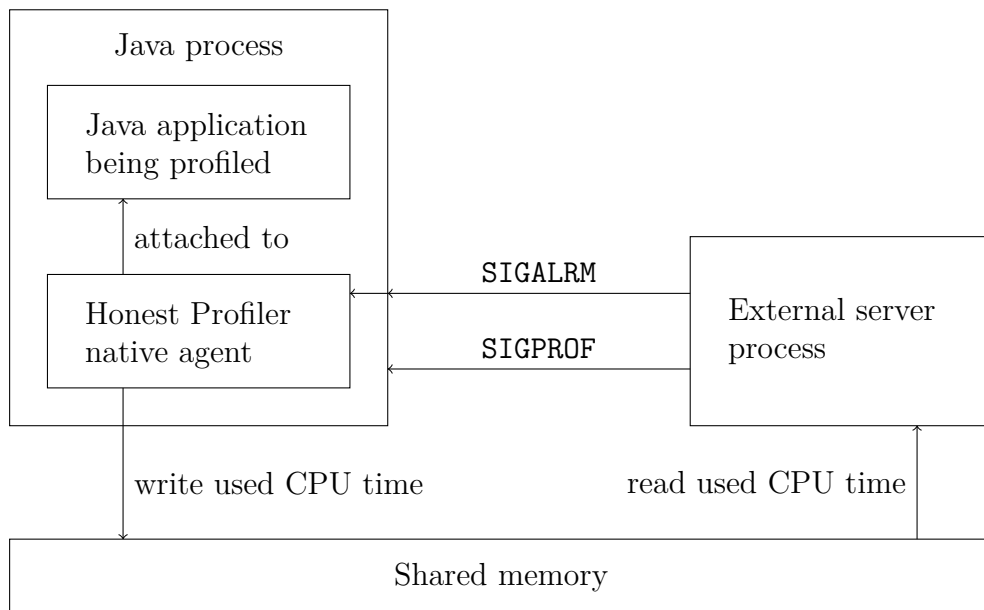 Java process
Java application
being profiled
attached to
Honest Profiler
native agent
SIGALRM
SIGPROF
External server
process
write used CPU time
read used CPU time
Shared memory